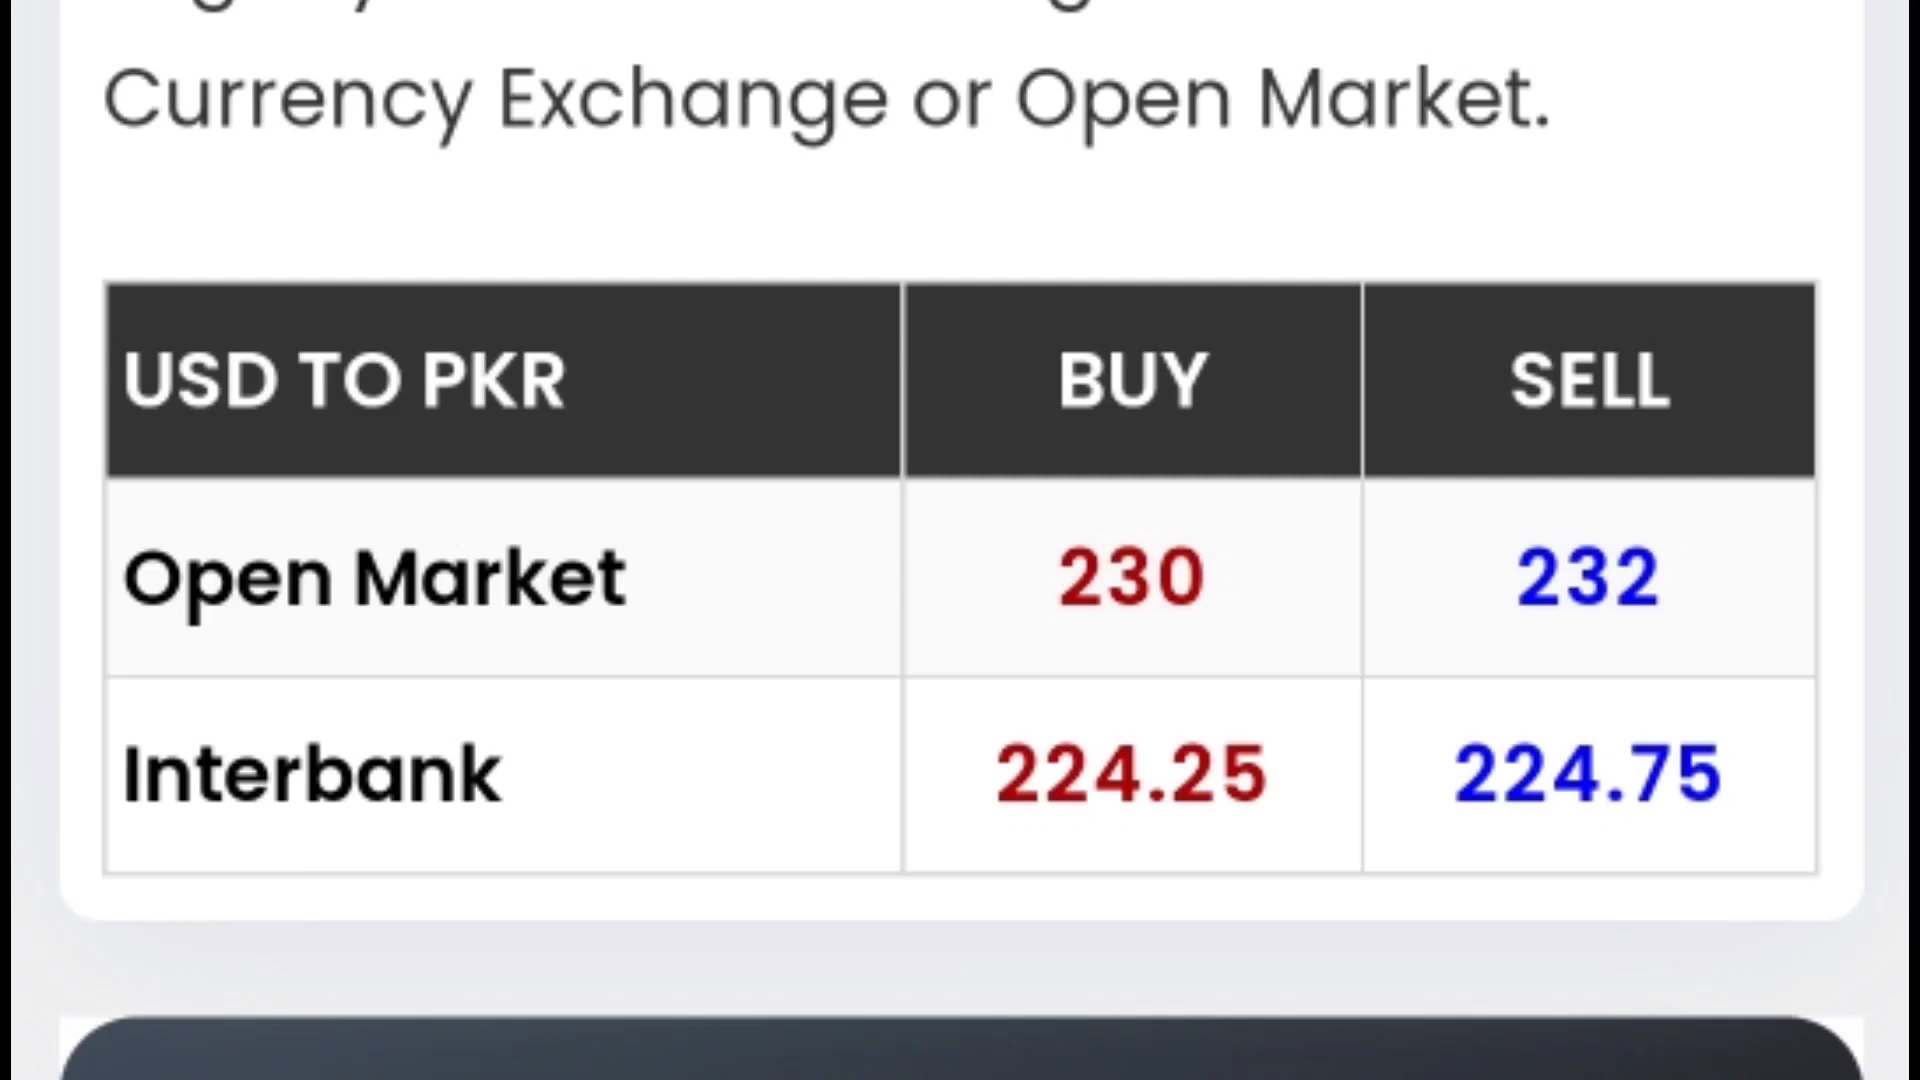 Currency Exchange or Open Market.
USD TO PKR BUY SELL
Open Market 230 232
Interbank 224.25 224.75